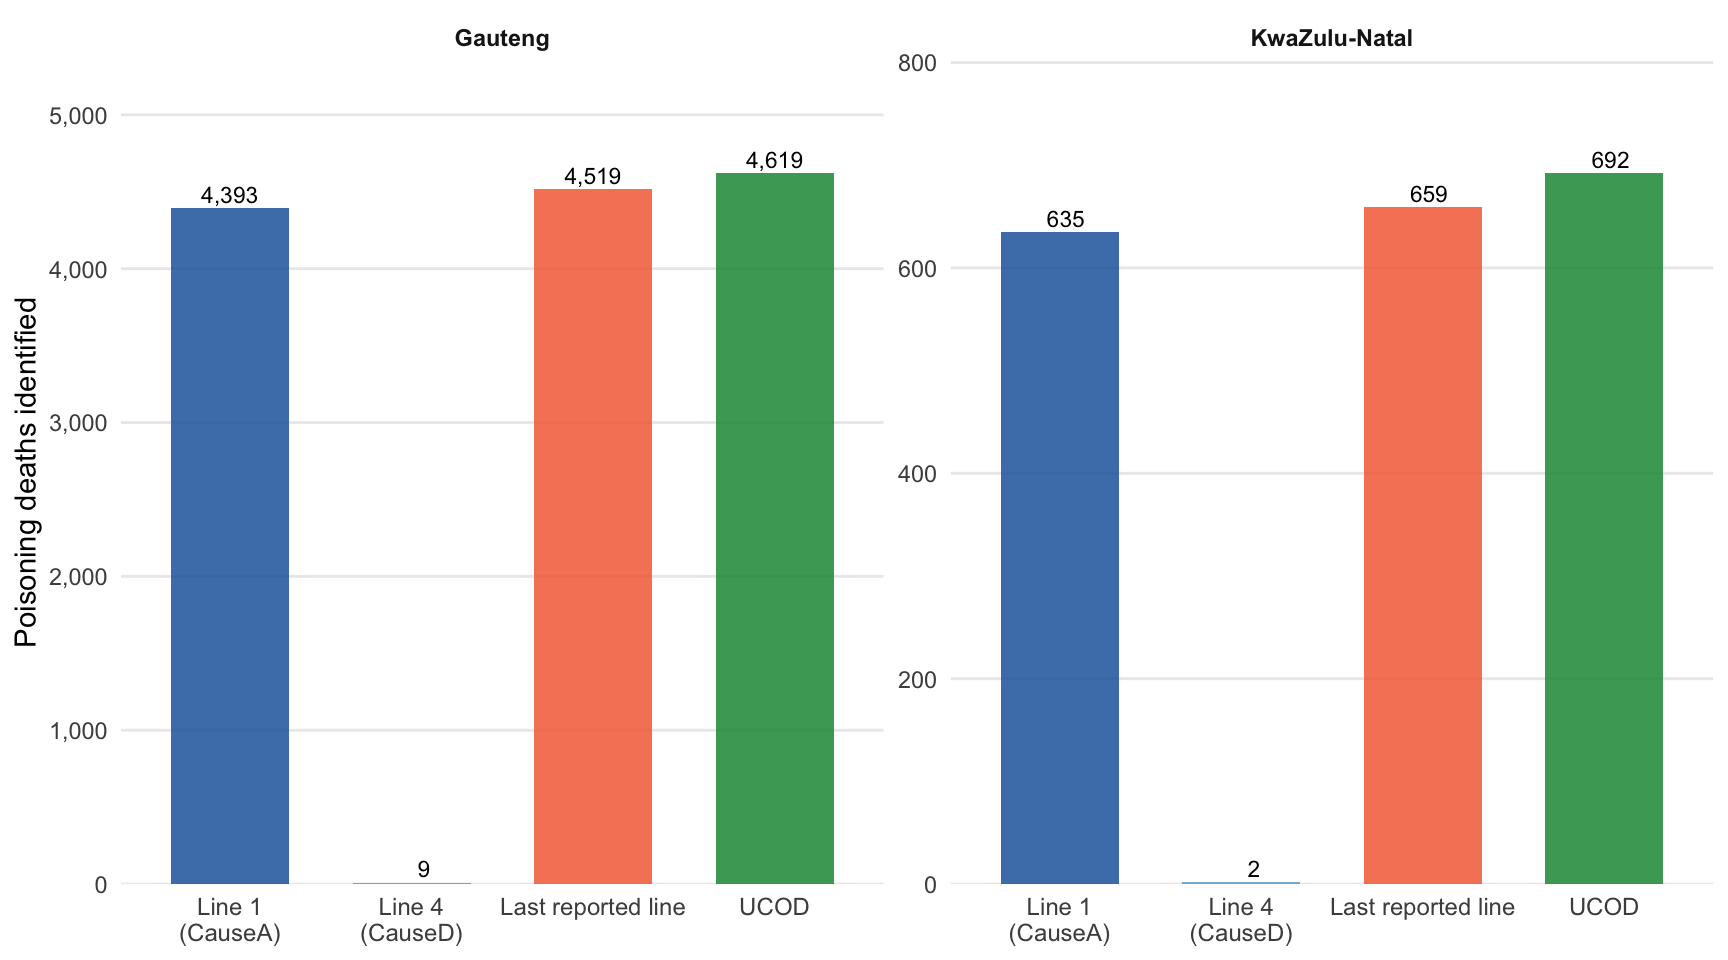 Gauteng
KwaZulu-Natal
Poisoning deaths identified
5,000
4,000
3,000
2,000
1,000
0
4,393
9
4,519
4,619
Line 1
(CauseA)
Line 4
(CauseD)
Last reported line
UCOD
800
600
400
200
0
635
2
659
692
Line 1
(CauseA)
Line 4
(CauseD)
Last reported line
UCOD